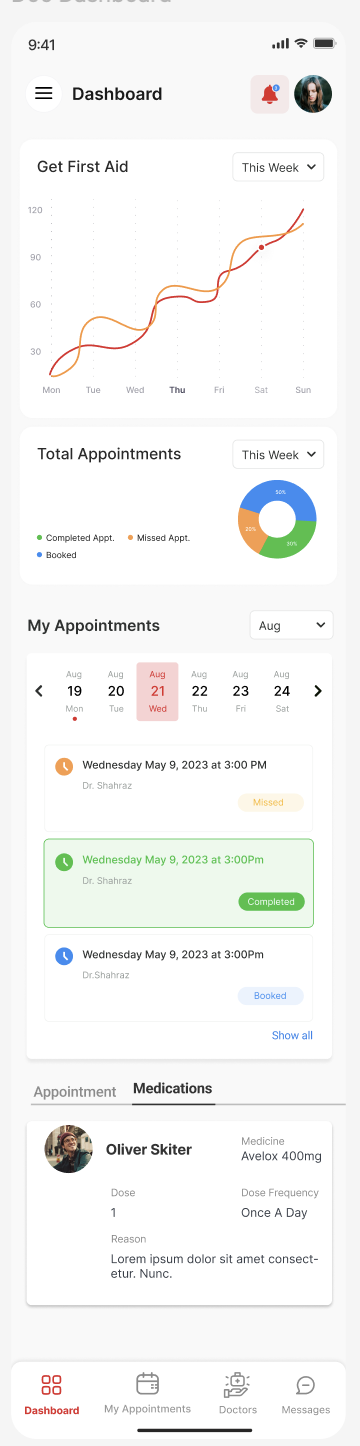 9:41
Dashboard
Get First Aid
This Week
120
90
60
30
Mon Tue Wed Thu Fri Sat Sun
Total Appointments
This Week
50%
20%
Completed Appt. Missed Appt.
Booked
My Appointments
Aug
Aug Aug Aug Aug Aug Aug
19 20 21 22 23 24
Mon Tue Wed Thu Fri Sat
Wednesday May 9, 2023 at 3:00 PM
Dr. Shahraz
Missed
Wednesday May 9, 2023 at 3:00Pm
Dr. Shahraz
Completed
Wednesday May 9, 2023 at 3:00Pm
Dr.Shahraz
Booked
Show all
Appointment Medications
Oliver Skiter
Medicine
Avelox 400mg
Dose Dose Frequency
1 Once A Day
Reason
Lorem ipsum dolor sit amet consect-
etur. Nunc.
Dashboard My Appointments Doctors Messages